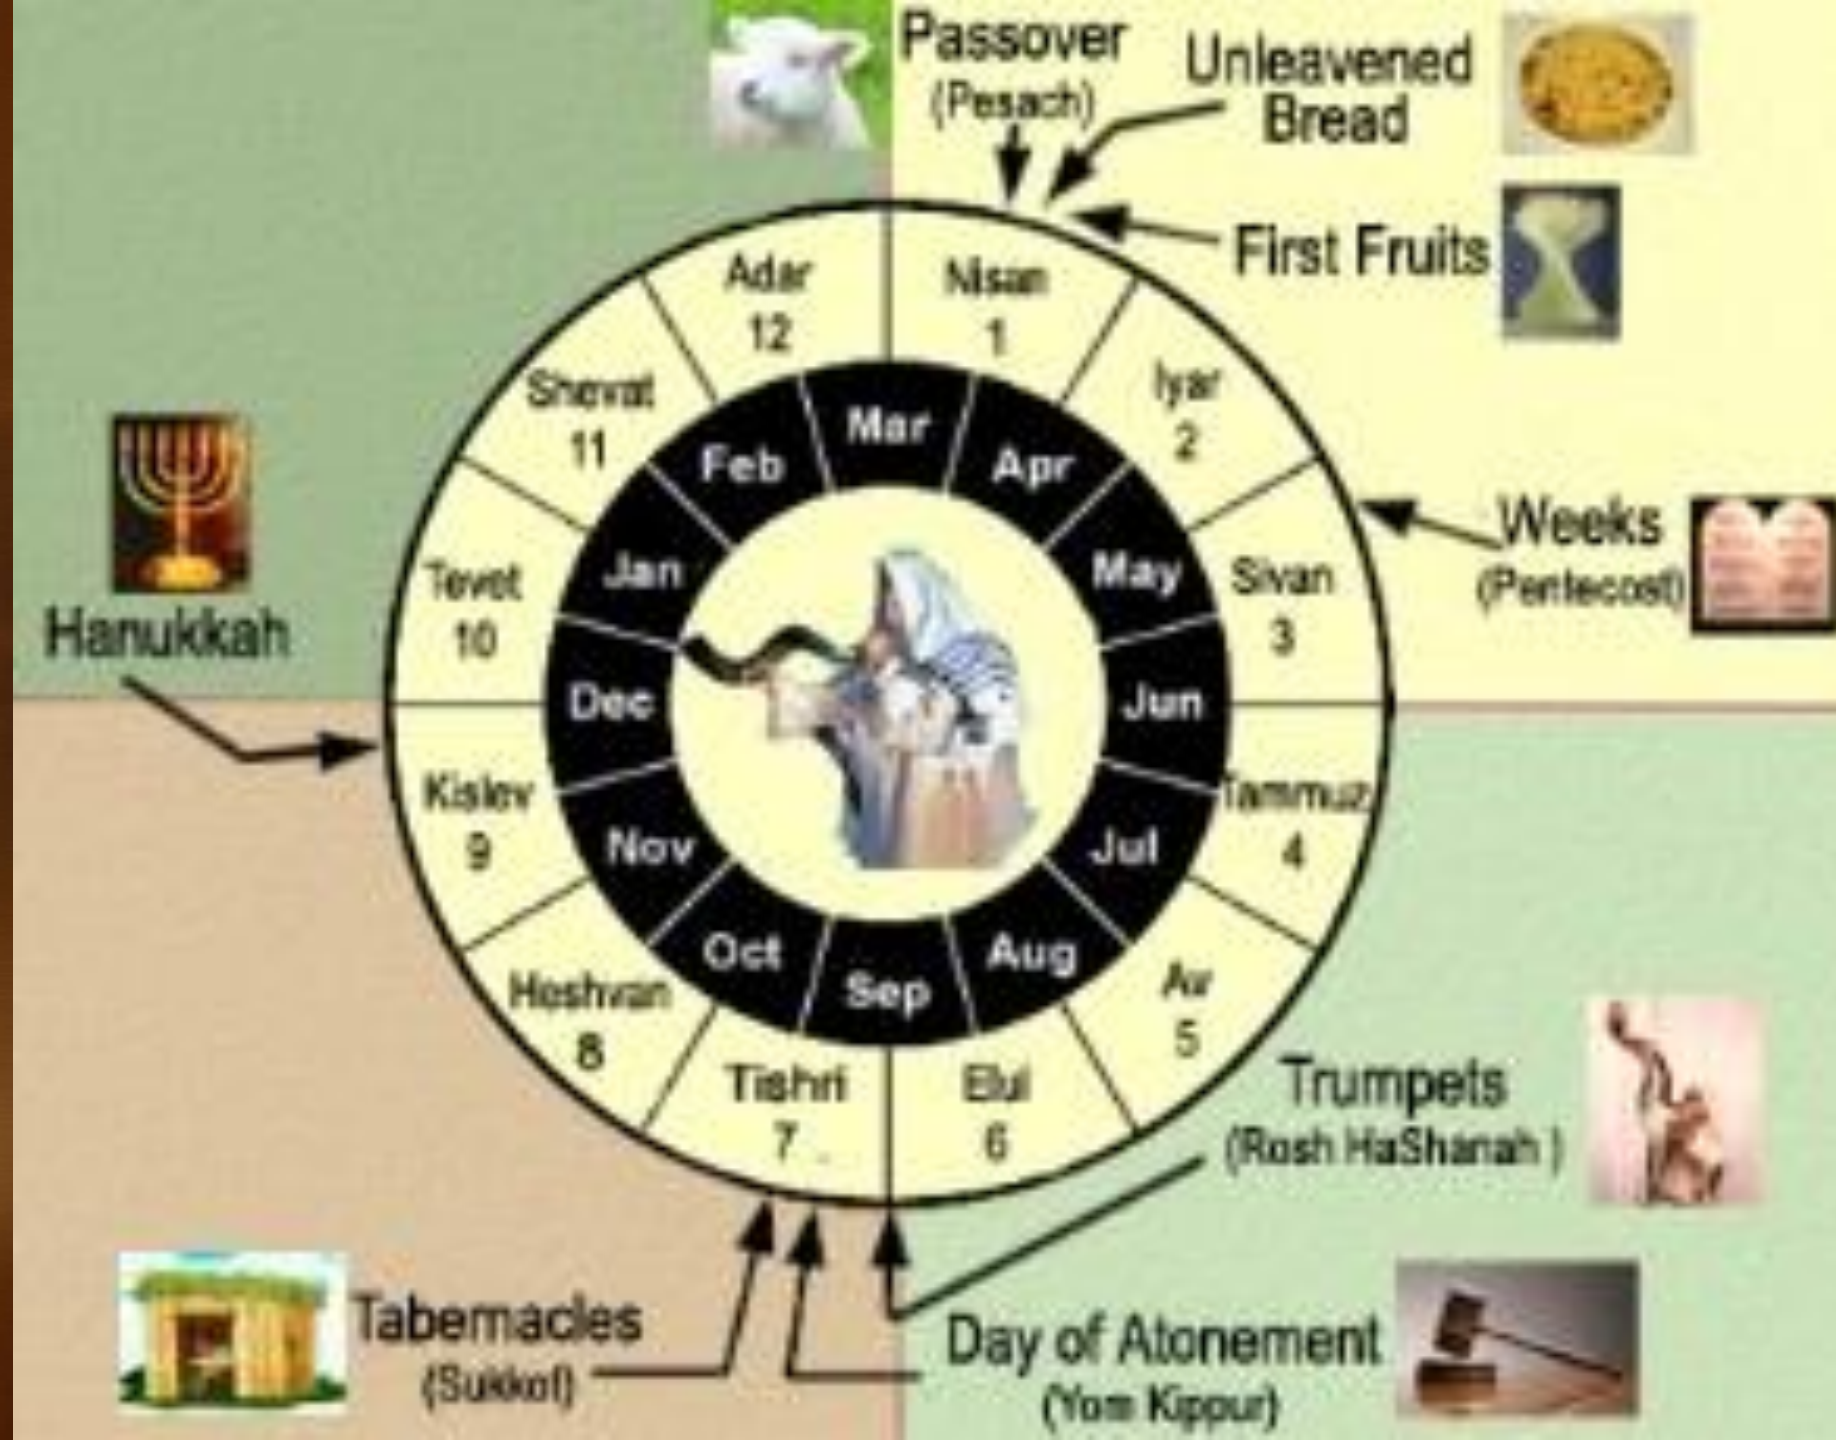 Passover
(Pesach)
Unleavened
Bread
First Fruits
Weeks
(Pentecost)
Trumpets
(Rosh HaShanah )
Day of Atonement
(Yom Kippur)
Tabernacles
(Sukkot)
Hanukkah
Nisan
1
Iyar
2
Sivan
3
Tammuz
4
Av
5
Elul
6
Tishri
7
Heshvan
8
Kislev
9
Tevet
10
Shevat
11
Adar
12
Mar
Apr
May
Jun
Jul
Aug
Sep
Oct
Nov
Dec
Jan
Feb